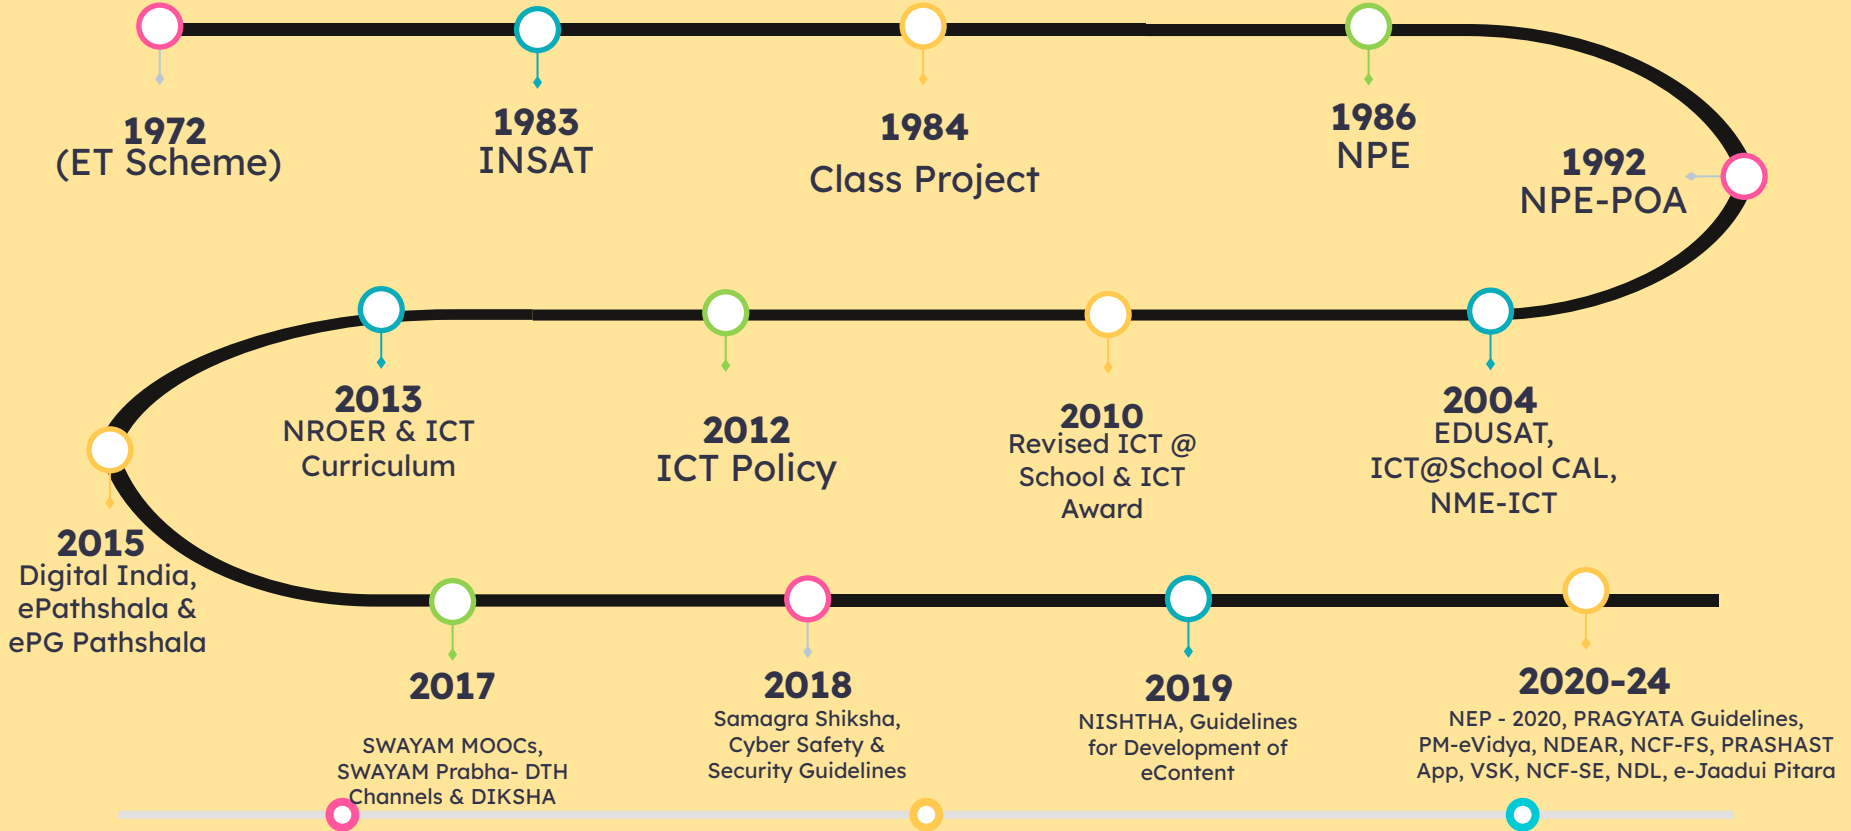 1972
(ET Scheme)
1983
INSAT
1984
Class Project
1986
NPE
1992
NPE-POA
2004
EDUSAT,
ICT@School CAL,
NME-ICT
2010
Revised ICT @
School & ICT
Award
2012
ICT Policy
2013
NROER & ICT
Curriculum
2015
Digital India,
ePathshala &
ePG Pathshala
2017
SWAYAM MOOCs,
SWAYAM Prabha- DTH
Channels & DIKSHA
2018
Samagra Shiksha,
Cyber Safety &
Security Guidelines
2019
NISHTHA, Guidelines
for Development of
eContent
2020-24
NEP - 2020, PRAGYATA Guidelines,
PM-eVidya, NDEAR, NCF-FS, PRASHAST
App, VSK, NCF-SE, NDL, e-Jaadui Pitara